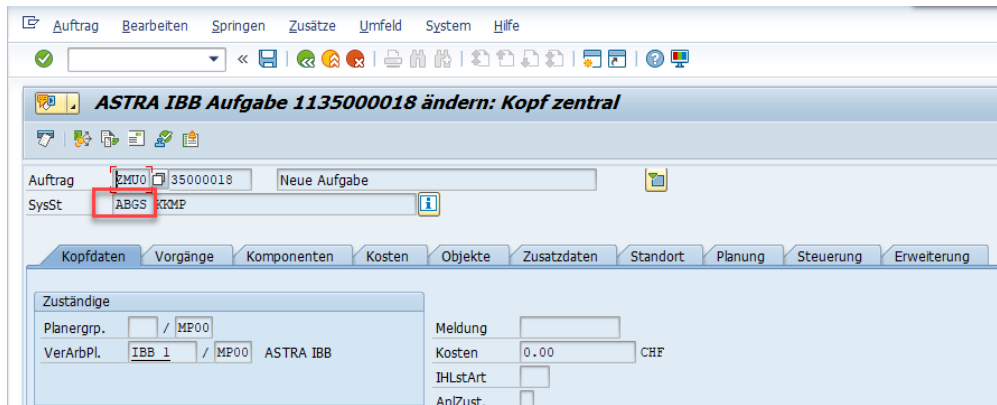 Auftrag Bearbeiten Springen Zusätze Umfeld System Hilfe
ASTRA IBB Aufgabe 1135000018 ändern: Kopf zentral
Auftrag ZMU0 35000018 Neue Aufgabe
SysSt ABGS KKMP
Kopfdaten Vorgänge Komponenten Kosten Objekte Zusatzdaten Standort Planung Steuerung Erweiterung
Zuständige
Planergrp. / MP00 Meldung
VerArbPl. IBB 1 / MP00 ASTRA IBB Kosten 0.00 CHF
IHLstArt
AnlZust.